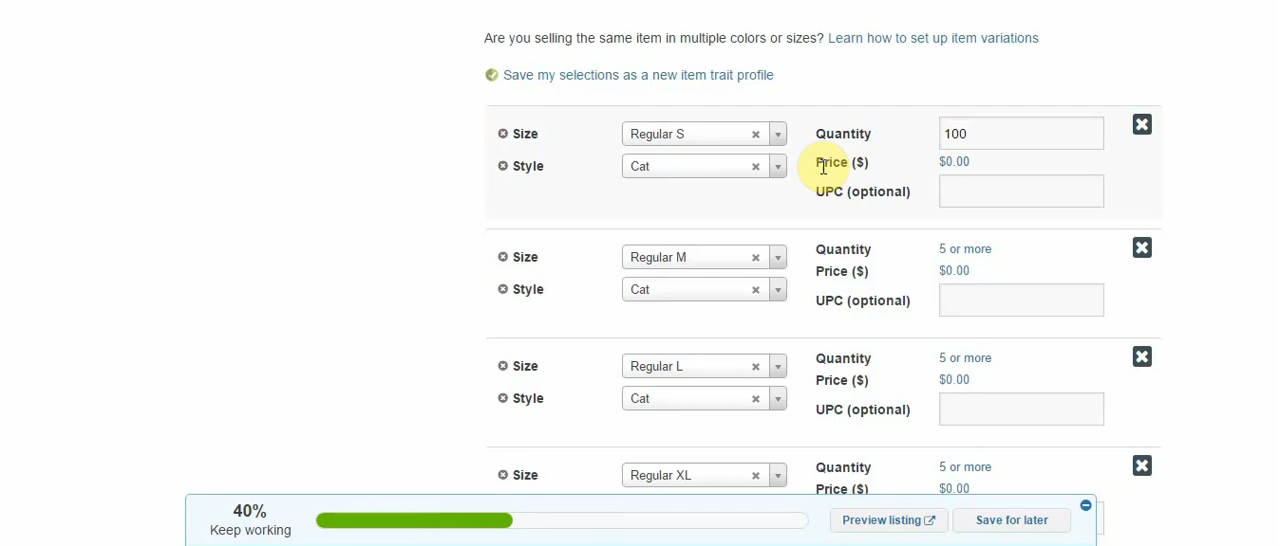 Are you selling the same item in multiple colors or sizes? Learn how to set up item variations
Save my selections as a new item trait profile
Size Regular S Quantity 100
Style Cat Price ($) $0.00
UPC (optional)
Size Regular M Quantity 5 or more
Price ($) $0.00
Style Cat UPC (optional)
Size Regular L Quantity 5 or more
Price ($) $0.00
Style Cat UPC (optional)
Size Regular XL Quantity 5 or more
Price ($) $0.00
40%
Keep working Preview listing Save for later